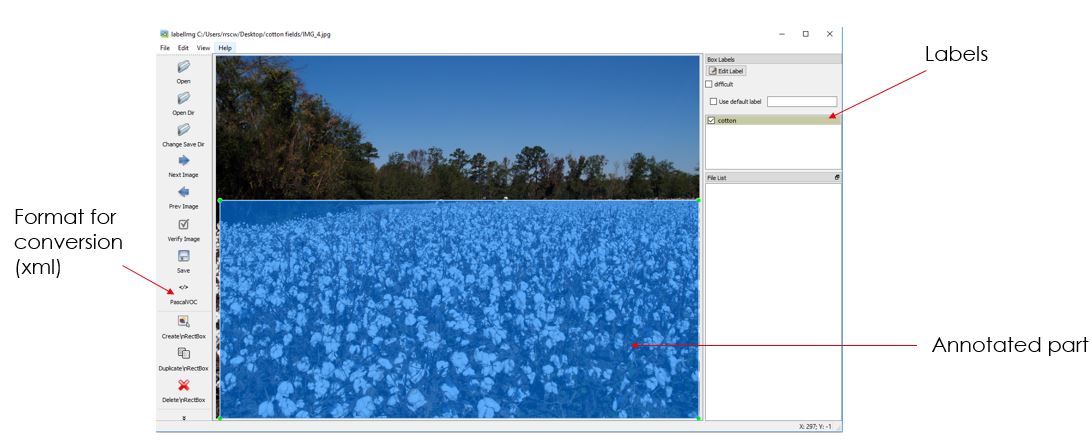 labelImg C:/Users/rrscw/Desktop/cotton fields/IMG_4.jpg
File Edit View Help
Open
Open Dir
Change Save Dir
Next Image
Prev Image
Verify Image
Save
</>
PascalVOC
Create\nRectBox
Duplicate\nRectBox
Delete\nRectBox
Box Labels
Edit Label
difficult
Use default label
cotton
File List
X: 297; Y: -1
Labels
Format for
conversion
(xml)
Annotated part